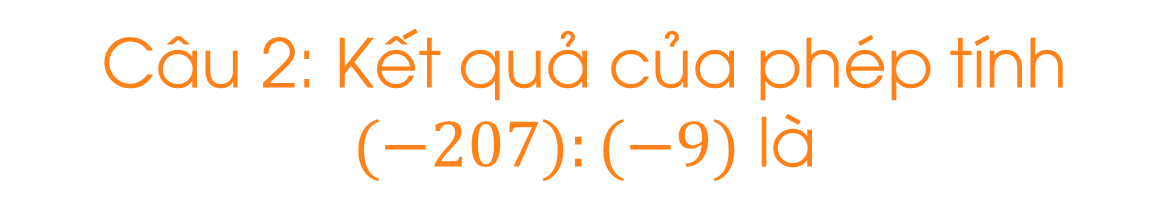 Câu 2: Kết quả của phép tính
(−207): (−9) là